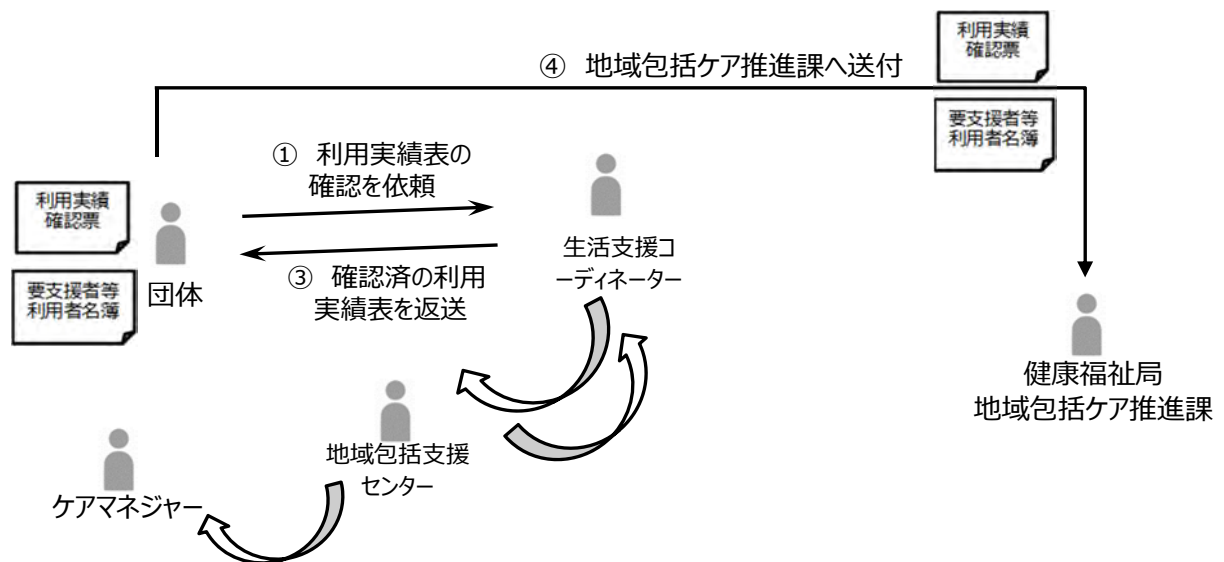 利用実績
確認票
④ 地域包括ケア推進課へ送付
要支援者等
利用者名簿
① 利用実績表の
確認を依頼
利用実績
確認票
生活支援コ
ーディネーター
③ 確認済の利用
実績表を返送
要支援者等
利用者名簿
団体
健康福祉局
地域包括ケア推進課
地域包括支援
センター
ケアマネジャー